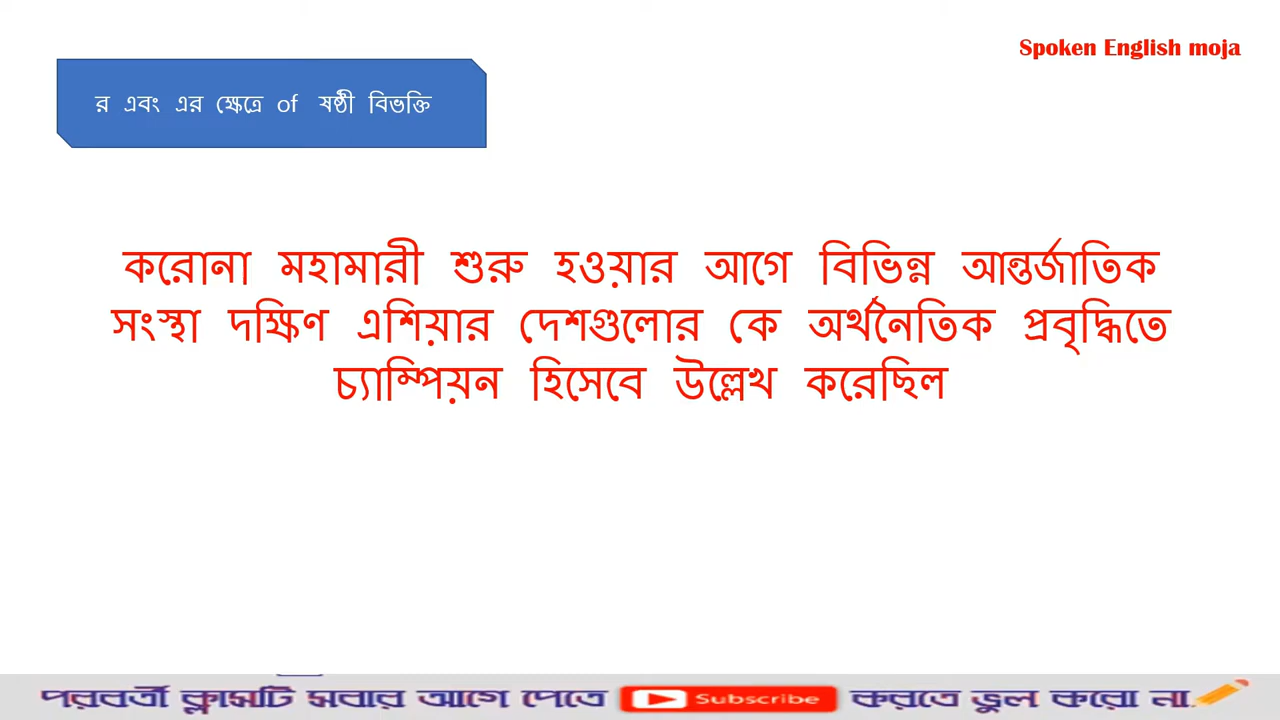 Spoken English moja
র এবং এর ক্ষেত্রে of ষষ্ঠী বিভক্তি
করোনা মহামারী শুরু হওয়ার আগে বিভিন্ন আন্তর্জাতিক
সংস্থা দক্ষিণ এশিয়ার দেশগুলোর কে অর্থনৈতিক প্রবৃদ্ধিতে
চ্যাম্পিয়ন হিসেবে উল্লেখ করেছিল
পরবর্তী ক্লাসটি সবার আগে পেতে Subscribe করতে ভুল করো না